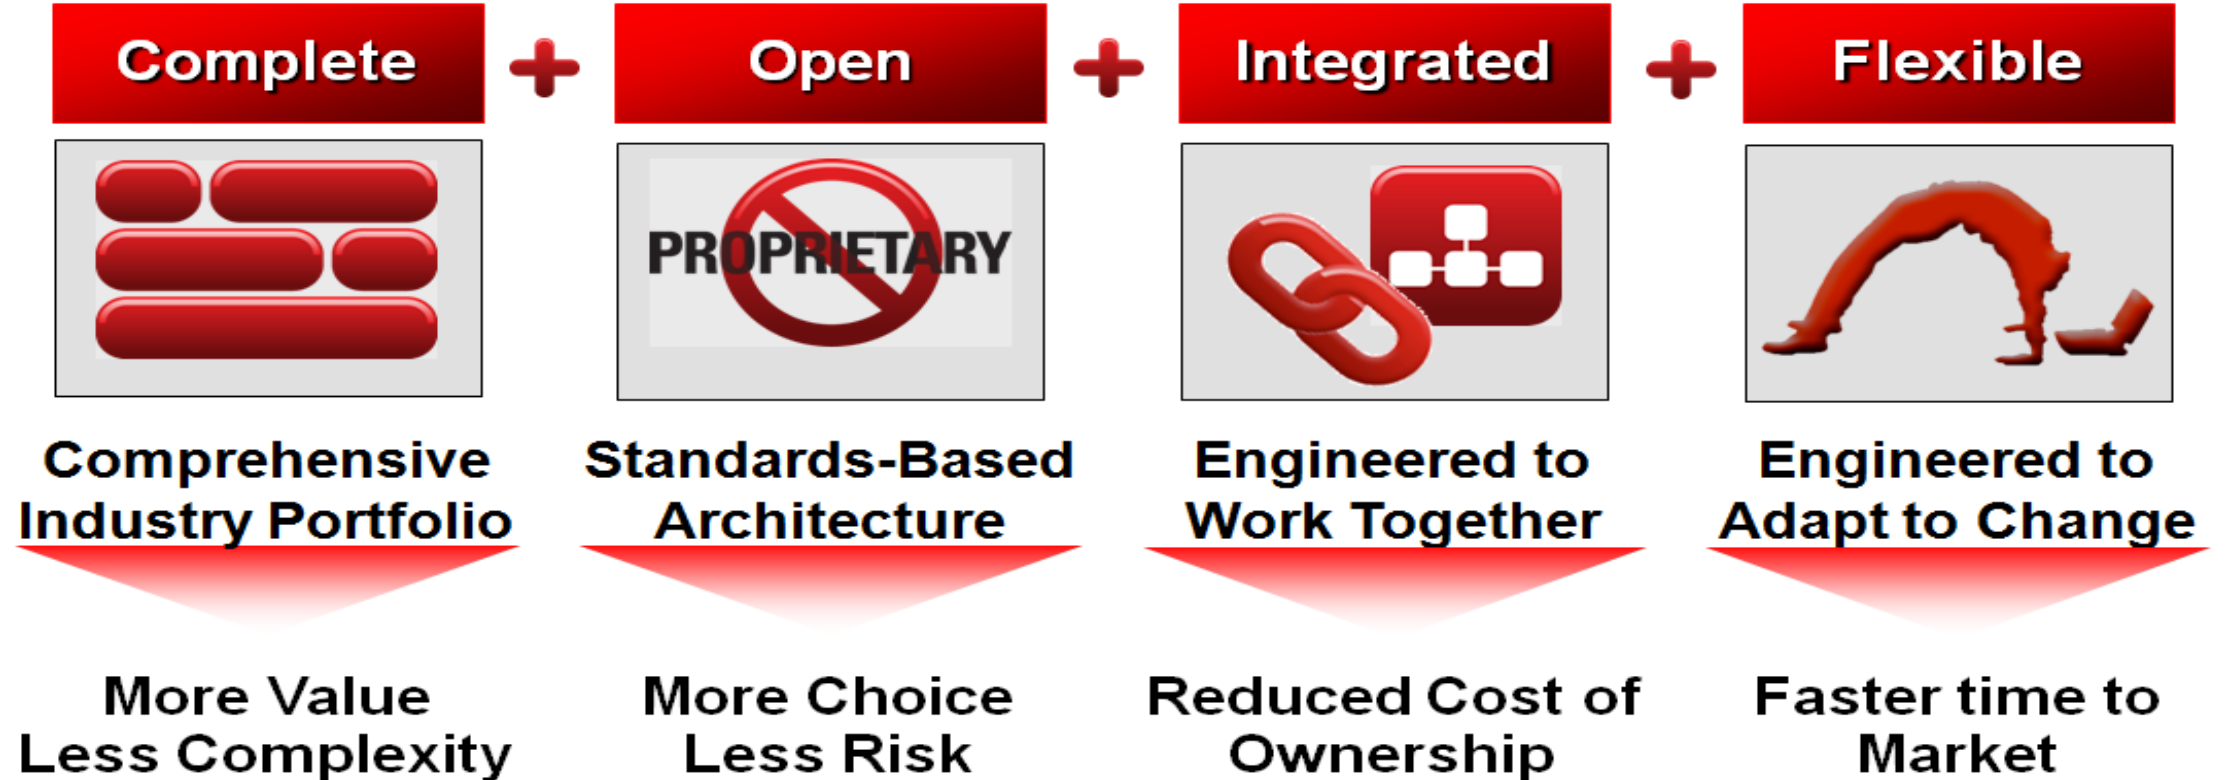 Complete
Open
Integrated
Flexible
PROPRIETARY
Comprehensive
Industry Portfolio
Standards-Based
Architecture
Engineered to
Work Together
Engineered to
Adapt to Change
More Value
Less Complexity
More Choice
Less Risk
Reduced Cost of
Ownership
Faster time to
Market